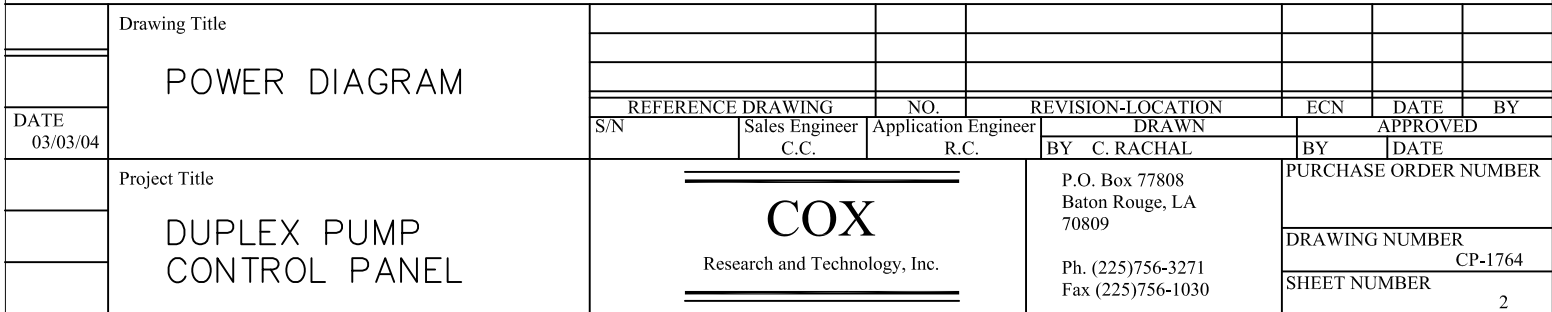 Drawing Title
POWER DIAGRAM
REFERENCE DRAWING NO. REVISION-LOCATION ECN DATE BY
DATE
03/03/04
S/N Sales Engineer Application Engineer DRAWN APPROVED
C.C. R.C. BY C. RACHAL BY DATE
Project Title
DUPLEX PUMP
CONTROL PANEL
COX
Research and Technology, Inc.
P.O. Box 77808
Baton Rouge, LA
70809
Ph. (225)756-3271
Fax (225)756-1030
PURCHASE ORDER NUMBER
DRAWING NUMBER
CP-1764
SHEET NUMBER
2